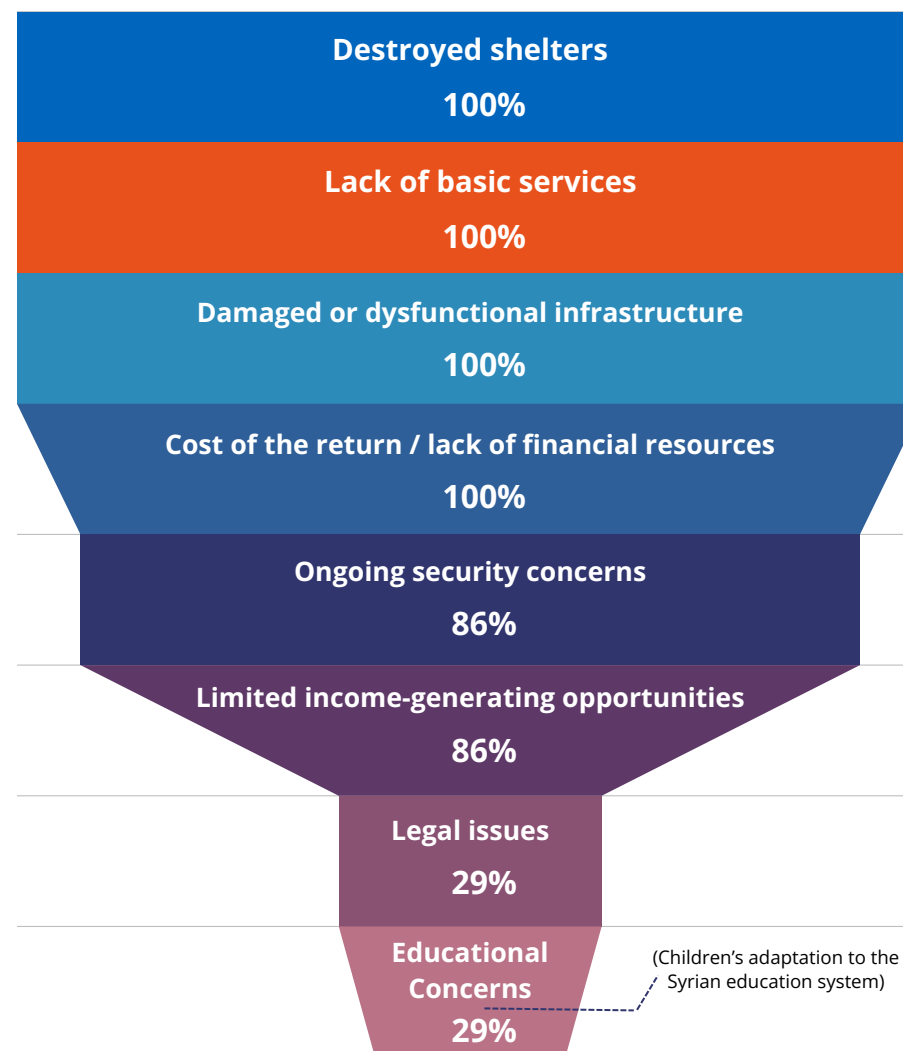 Destroyed shelters
100%
Lack of basic services
100%
Damaged or dysfunctional infrastructure
100%
Cost of the return / lack of financial resources
100%
Ongoing security concerns
86%
Limited income-generating opportunities
86%
Legal issues
29%
Educational
Concerns
29%
(Children’s adaptation to the
Syrian education system)